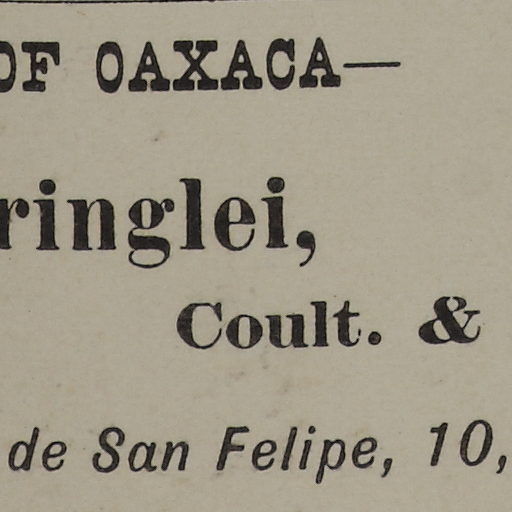 OF OAXACA—
ringlei,
Coult. &
de San Felipe, 10,